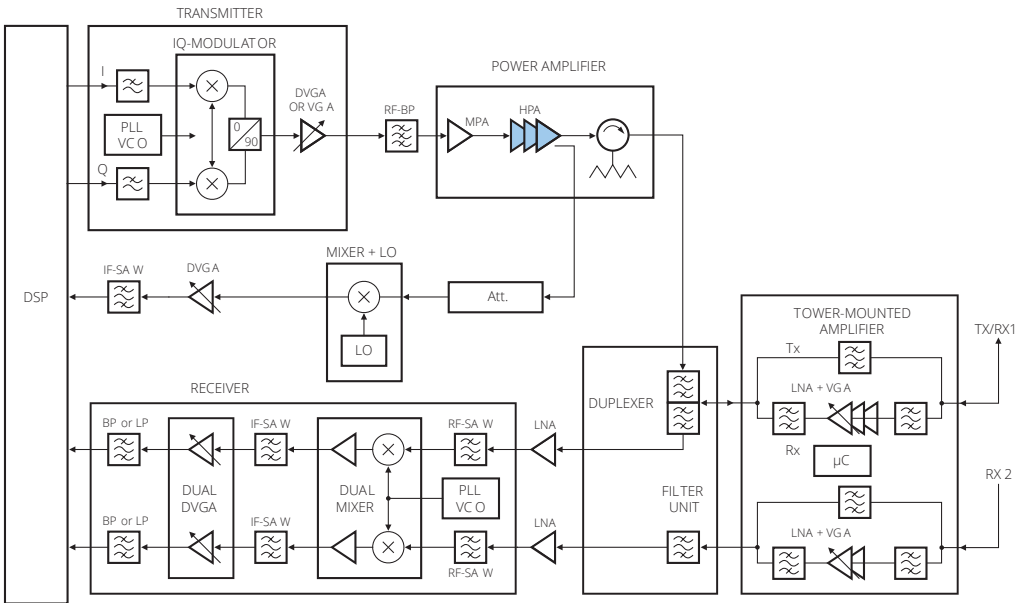 TRANSMITTER
IQ-MODULATOR
I
PLL
VC O
Q
0
90
DVGA
OR VG A
RF-BP
POWER AMPLIFIER
MPA
HPA
DSP
IF-SA W
DVG A
MIXER + LO
LO
Att.
TOWER-MOUNTED
AMPLIFIER
TX/RX1
Tx
LNA + VG A
Rx
µC
RX 2
LNA + VG A
DUPLEXER
FILTER
UNIT
RECEIVER
BP or LP
IF-SA W
RF-SA W
LNA
DUAL
DVGA
DUAL
MIXER
PLL
VC O
BP or LP
IF-SA W
LNA
RF-SA W